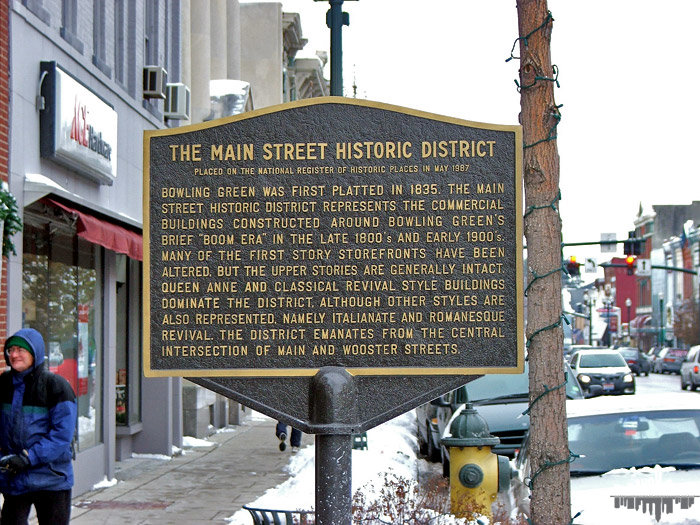 THE MAIN STREET HISTORIC DISTRICT
PLACED ON THE NATIONAL REGISTER OF HISTORIC PLACES IN MAY 1987
BOWLING GREEN WAS FIRST PLATTED IN 1835. THE MAIN
STREET HISTORIC DISTRICT REPRESENTS THE COMMERCIAL
BUILDINGS CONSTRUCTED AROUND BOWLING GREEN'S
BRIEF "BOOM ERA" IN THE LATE 1800's AND EARLY 1900's.
MANY OF THE FIRST STORY STOREFRONTS HAVE BEEN
ALTERED, BUT THE UPPER STORIES ARE GENERALLY INTACT.
QUEEN ANNE AND CLASSICAL REVIVAL STYLE BUILDINGS
DOMINATE THE DISTRICT, ALTHOUGH OTHER STYLES ARE
ALSO REPRESENTED, NAMELY ITALIANATE AND ROMANESQUE
REVIVAL. THE DISTRICT EMANATES FROM THE CENTRAL
INTERSECTION OF MAIN AND WOOSTER STREETS.
ACE Hardware